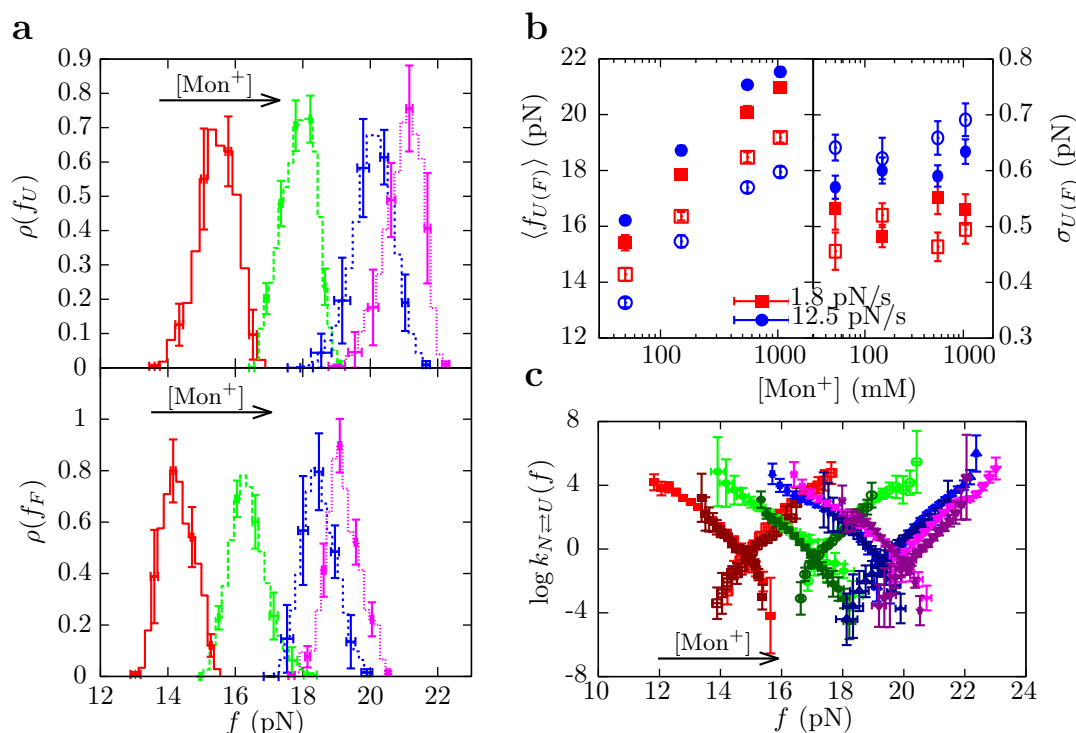 a
0.9
0.8
0.7
0.6
0.5
0.4
0.3
0.2
0.1
0
ρ(f_U)
[Mon⁺]
1
0.8
0.6
0.4
0.2
0
ρ(f_F)
[Mon⁺]
12 14 16 18 20 22
f (pN)
b
22
20
18
16
14
12
⟨f_{U(F)}⟩ (pN)
0.8
0.7
0.6
0.5
0.4
0.3
σ_{U(F)} (pN)
1.8 pN/s
12.5 pN/s
100 1000 100 1000
[Mon⁺] (mM)
c
8
4
0
-4
-8
log k_{N⇄U}(f)
[Mon⁺]
10 12 14 16 18 20 22 24
f (pN)